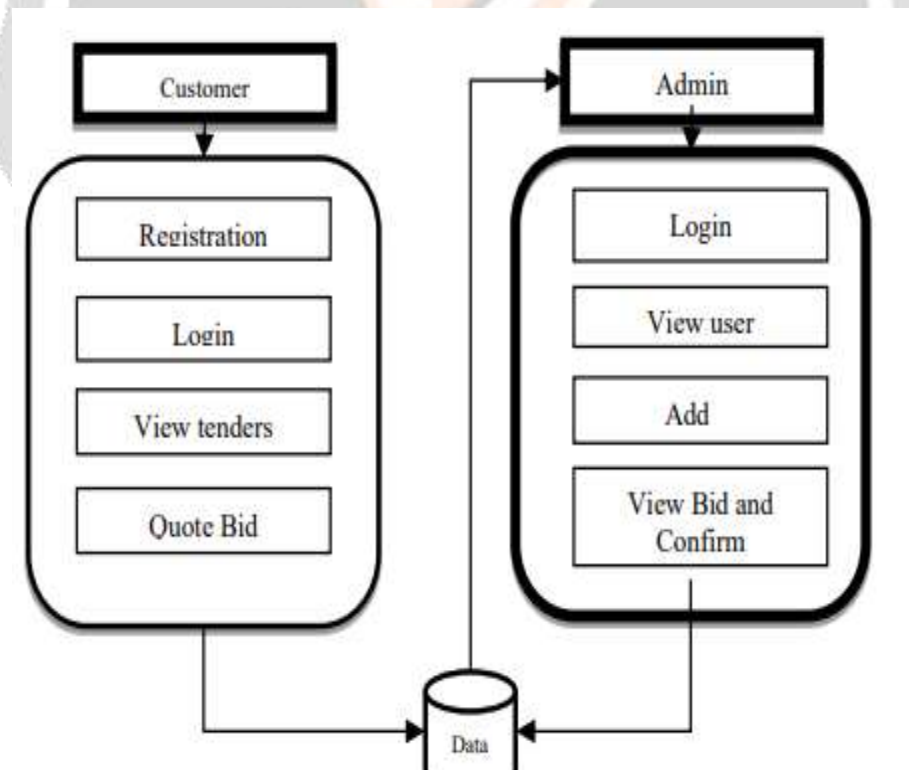 Customer
Registration
Login
View tenders
Quote Bid
Admin
Login
View user
Add
View Bid and
Confirm
Data